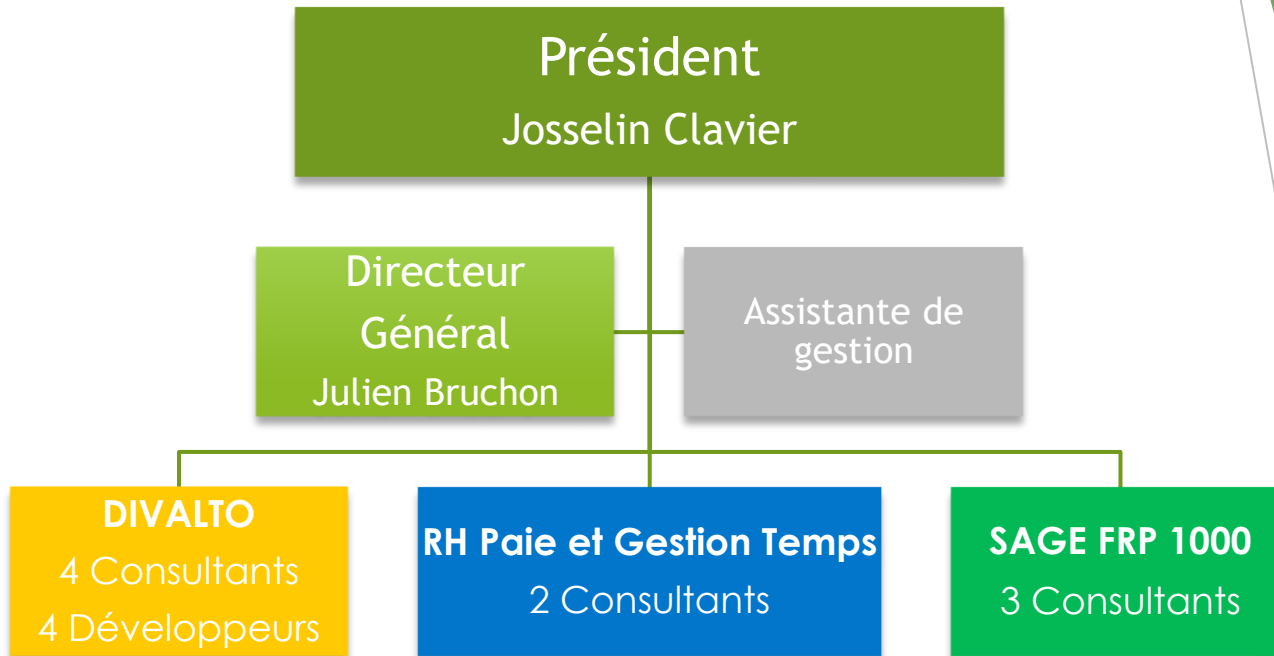 Président
Josselin Clavier
Directeur
Général
Julien Bruchon
Assistante de
gestion
DIVALTO
4 Consultants
4 Développeurs
RH Paie et Gestion Temps
2 Consultants
SAGE FRP 1000
3 Consultants